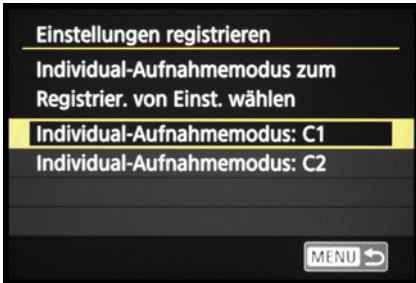 Einstellungen registrieren
Individual-Aufnahmemodus zum
Registrier. von Einst. wählen
Individual-Aufnahmemodus: C1
Individual-Aufnahmemodus: C2
MENU